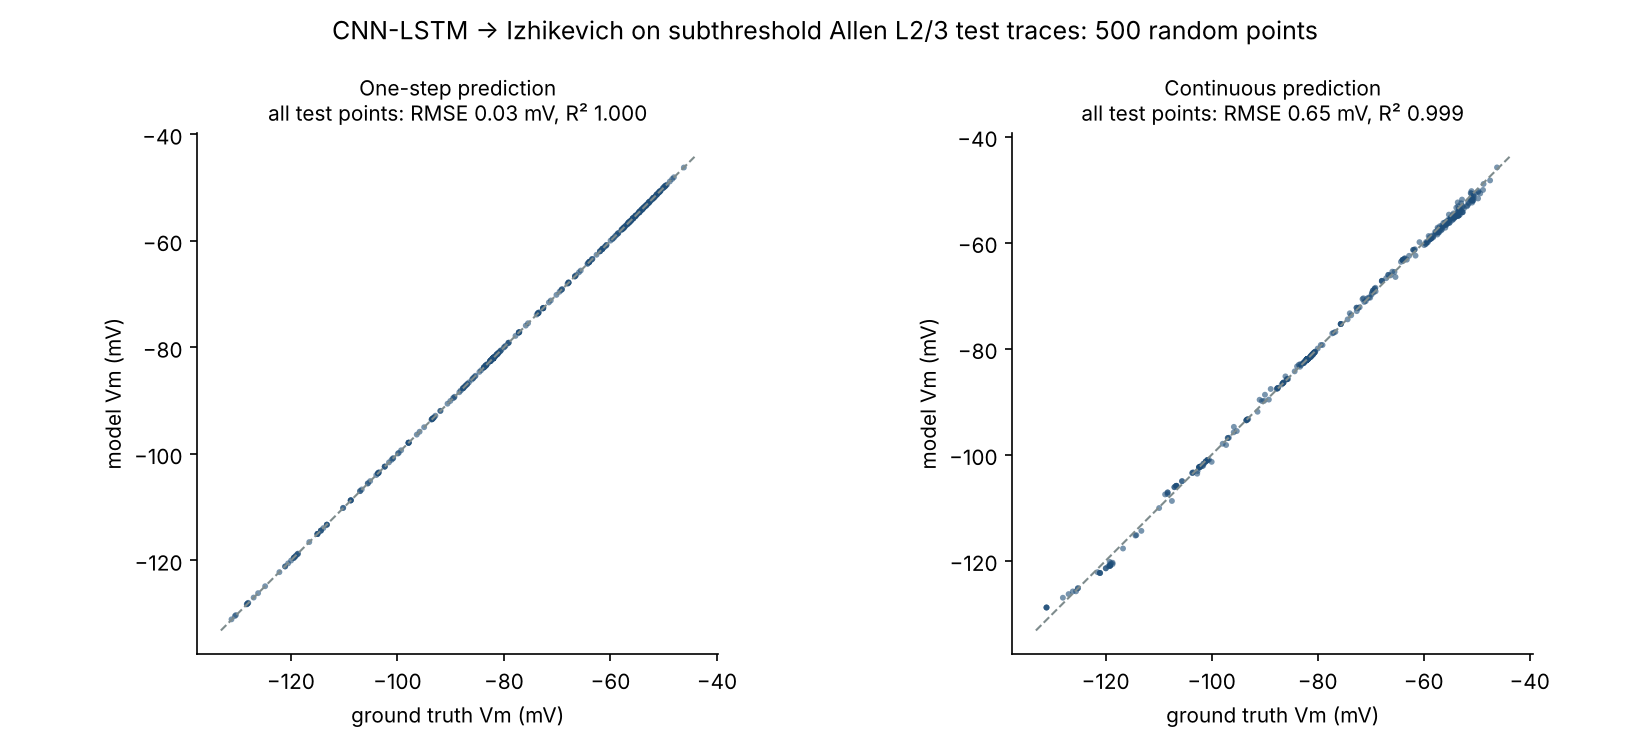 CNN-LSTM → Izhikevich on subthreshold Allen L2/3 test traces: 500 random points
One-step prediction
all test points: RMSE 0.03 mV, R² 1.000
−40
−60
−80
−100
−120
model Vm (mV)
−120 −100 −80 −60 −40
ground truth Vm (mV)
Continuous prediction
all test points: RMSE 0.65 mV, R² 0.999
−40
−60
−80
−100
−120
model Vm (mV)
−120 −100 −80 −60 −40
ground truth Vm (mV)